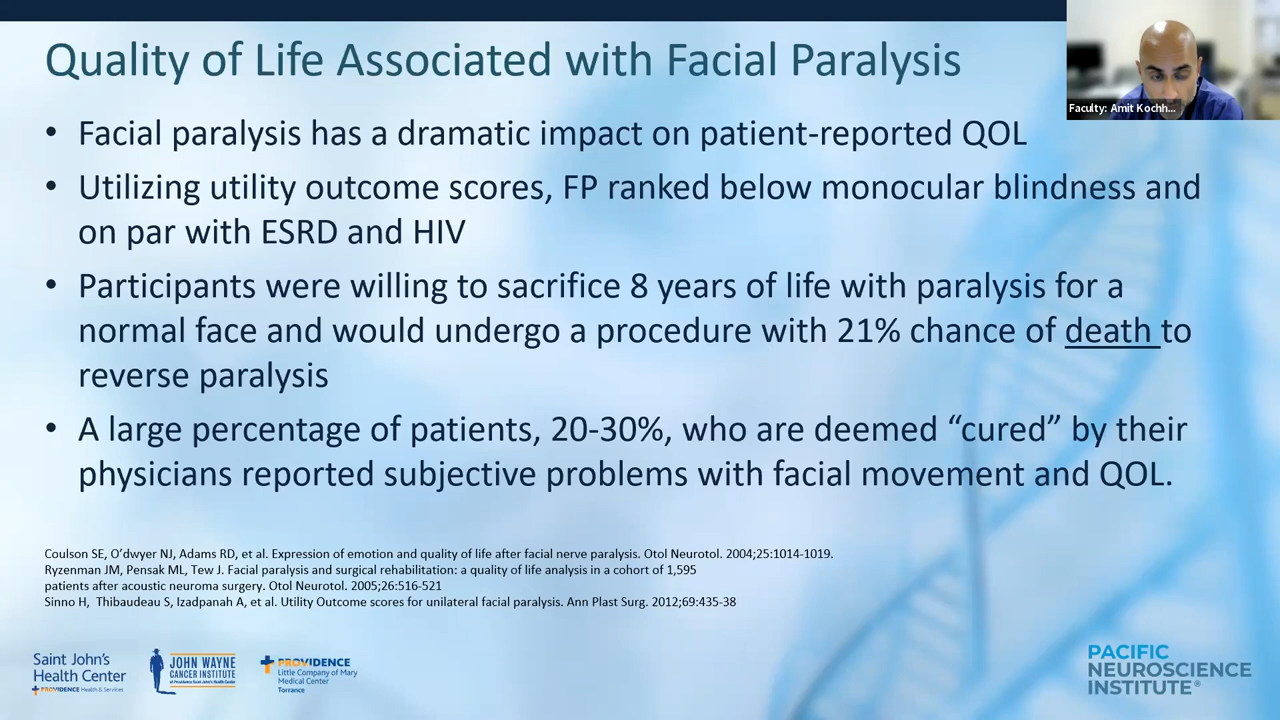 Quality of Life Associated with Facial Paralysis
Faculty: Amit Kochh...
• Facial paralysis has a dramatic impact on patient-reported QOL
• Utilizing utility outcome scores, FP ranked below monocular blindness and
on par with ESRD and HIV
• Participants were willing to sacrifice 8 years of life with paralysis for a
normal face and would undergo a procedure with 21% chance of death to
reverse paralysis
• A large percentage of patients, 20-30%, who are deemed “cured” by their
physicians reported subjective problems with facial movement and QOL.
Coulson SE, O’dwyer NJ, Adams RD, et al. Expression of emotion and quality of life after facial nerve paralysis. Otol Neurotol. 2004;25:1014-1019.
Ryzenman JM, Pensak ML, Tew J. Facial paralysis and surgical rehabilitation: a quality of life analysis in a cohort of 1,595
patients after acoustic neuroma surgery. Otol Neurotol. 2005;26:516-521
Sinno H, Thibaudeau S, Izadpanah A, et al. Utility Outcome scores for unilateral facial paralysis. Ann Plast Surg. 2012;69:435-38
Saint John’s
Health Center
PROVIDENCE Health & Services
JOHN WAYNE
CANCER INSTITUTE
at Providence Saint John's Health Center
PROVIDENCE
Little Company of Mary
Medical Center
Torrance
PACIFIC
NEUROSCIENCE
INSTITUTE®